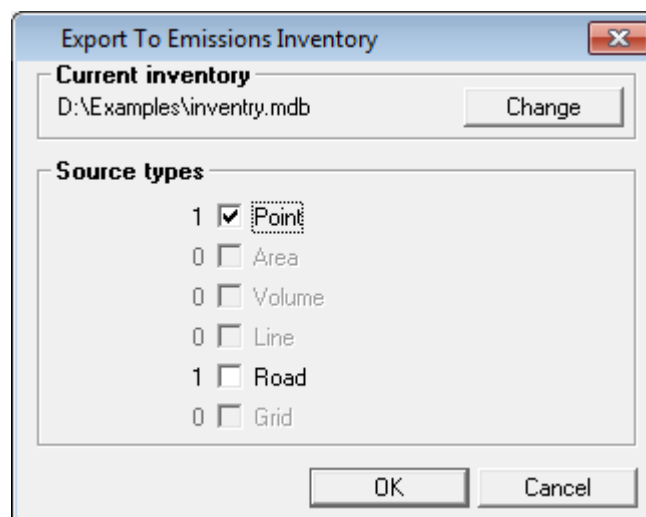 Export To Emissions Inventory
Current inventory
D:\Examples\inventry.mdb
Change
Source types
1 Point
0 Area
0 Volume
0 Line
1 Road
0 Grid
OK Cancel